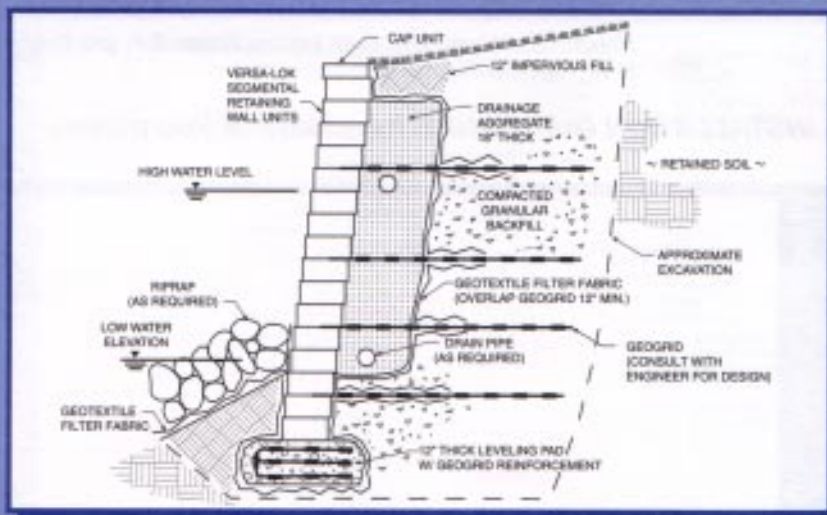 CAP UNIT
12" IMPERVIOUS FILL
VERSA-LOK
SEGMENTAL
RETAINING
WALL UNITS
DRAINAGE
AGGREGATE
18" THICK
HIGH WATER LEVEL
~ RETAINED SOIL ~
COMPACTED
GRANULAR
BACKFILL
APPROXIMATE
EXCAVATION
GEOTEXTILE FILTER FABRIC
(OVERLAP GEOGRID 12" MIN.)
RIPRAP
(AS REQUIRED)
LOW WATER
ELEVATION
DRAIN PIPE
(AS REQUIRED)
GEOGRID
(CONSULT WITH
ENGINEER FOR DESIGN)
GEOTEXTILE
FILTER FABRIC
12" THICK LEVELING PAD
W/ GEOGRID REINFORCEMENT